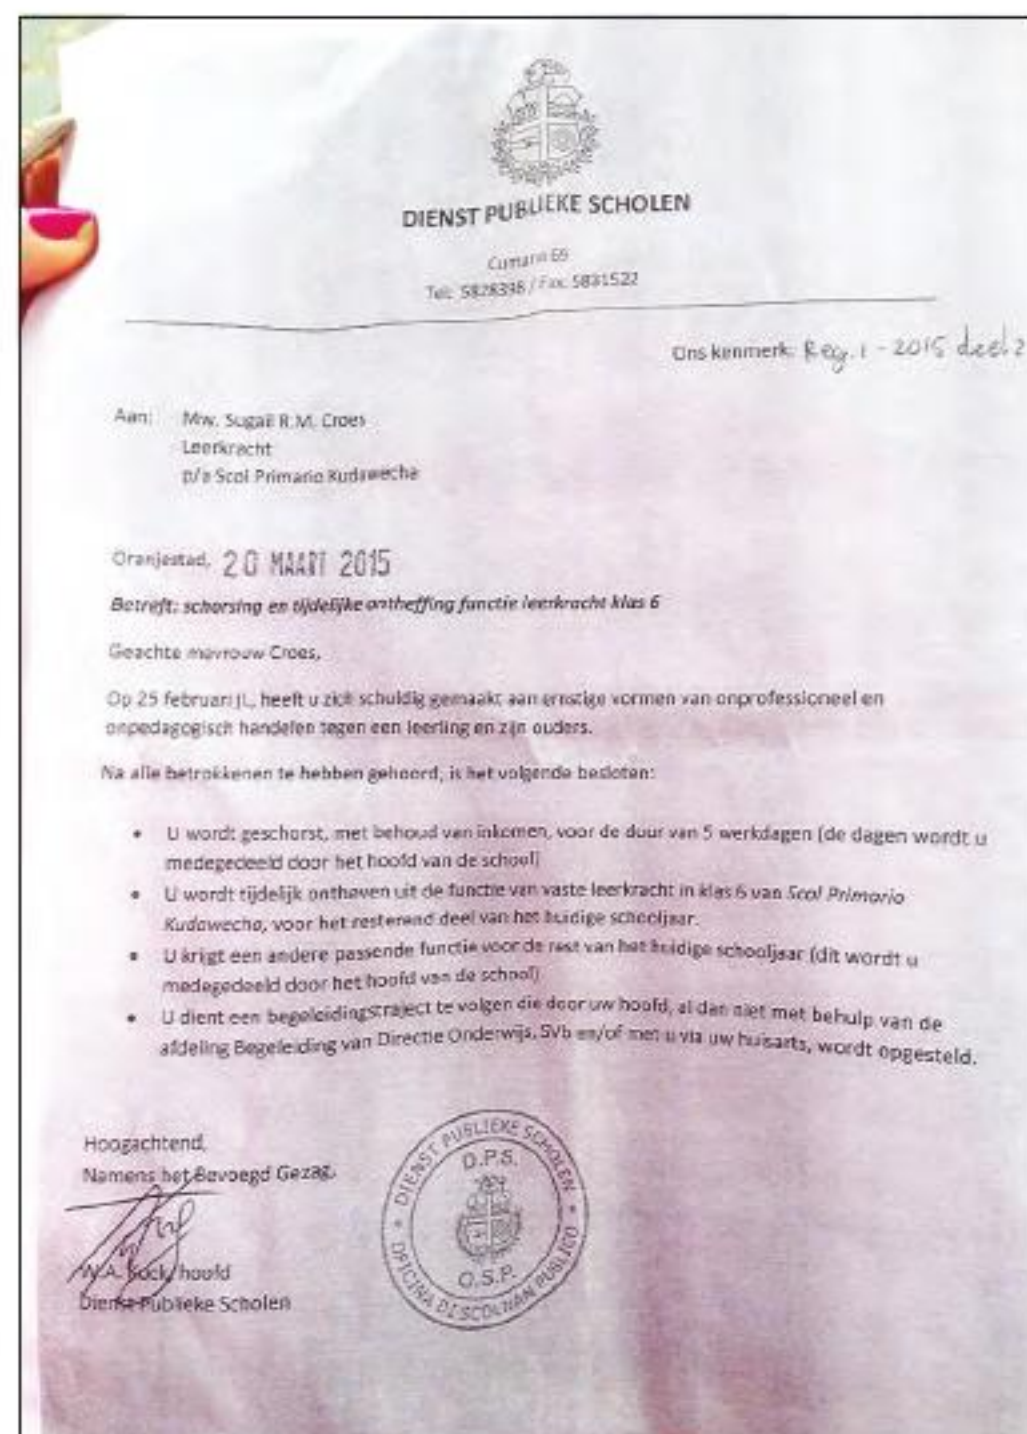 DIENST PUBLIEKE SCHOLEN
Cumana 69
Tel: 5828398 / Fax: 5831522
Ons kenmerk: Reg. 1 - 2015 deel 2
Aan: Mw. Sugail R.M. Croes
Leerkracht
p/a Scol Primario Kudawecha
Oranjestad, 20 MAART 2015
Betreft: schorsing en tijdelijke ontheffing functie leerkracht klas 6
Geachte mevrouw Croes,
Op 25 februari jl., heeft u zich schuldig gemaakt aan ernstige vormen van onprofessioneel en
onpedagogisch handelen tegen een leerling en zijn ouders.
Na alle betrokkenen te hebben gehoord, is het volgende besloten:
• U wordt geschorst, met behoud van inkomen, voor de duur van 5 werkdagen (de dagen wordt u
medegedeeld door het hoofd van de school)
• U wordt tijdelijk ontheven uit de functie van vaste leerkracht in klas 6 van Scol Primario
Kudawecha, voor het resterend deel van het huidige schooljaar.
• U krijgt een andere passende functie voor de rest van het huidige schooljaar (dit wordt u
medegedeeld door het hoofd van de school)
• U dient een begeleidingstraject te volgen die door uw hoofd, al dan niet met behulp van de
afdeling Begeleiding van Directie Onderwijs, SVb en/of met u via uw huisarts, wordt opgesteld.
Hoogachtend,
Namens het Bevoegd Gezag,
W.A. hoofd
Dienst Publieke Scholen
DIENST PUBLIEKE SCHOLEN
D.P.S.
O.S.P.
OFICINA DI SCOLNAN PUBLICO